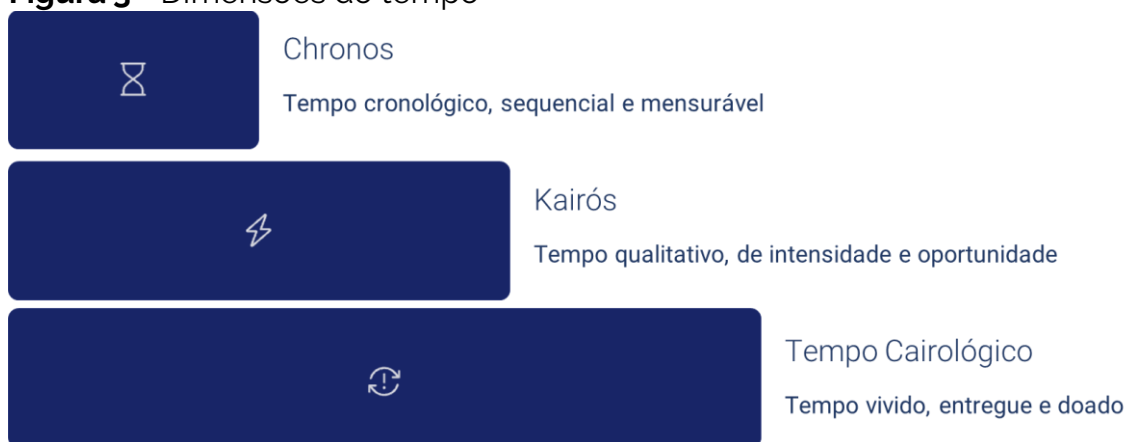 Figura 3 - Dimensões do tempo
Chronos
Tempo cronológico, sequencial e mensurável
Kairós
Tempo qualitativo, de intensidade e oportunidade
Tempo Cairológico
Tempo vivido, entregue e doado